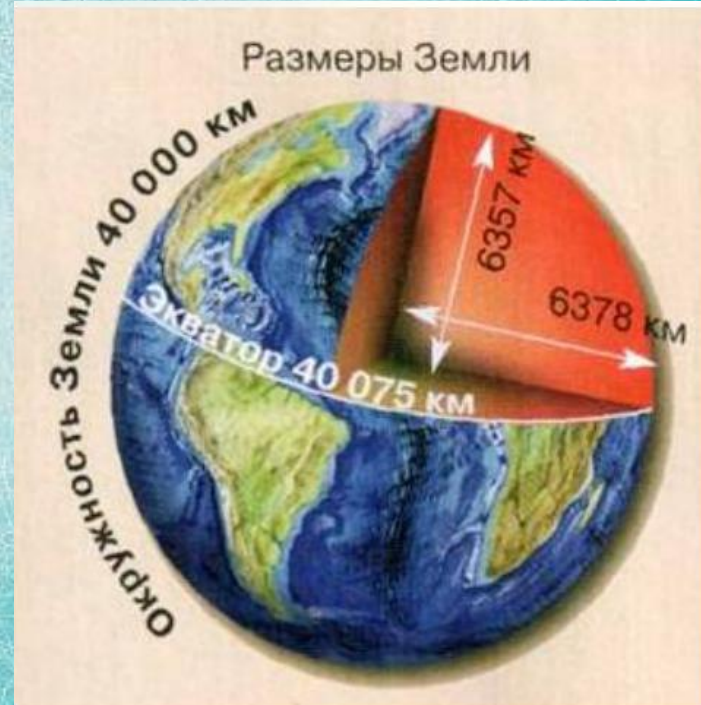 Размеры Земли
Окружность Земли 40 000 км
6357 км
6378 км
Экватор 40 075 км